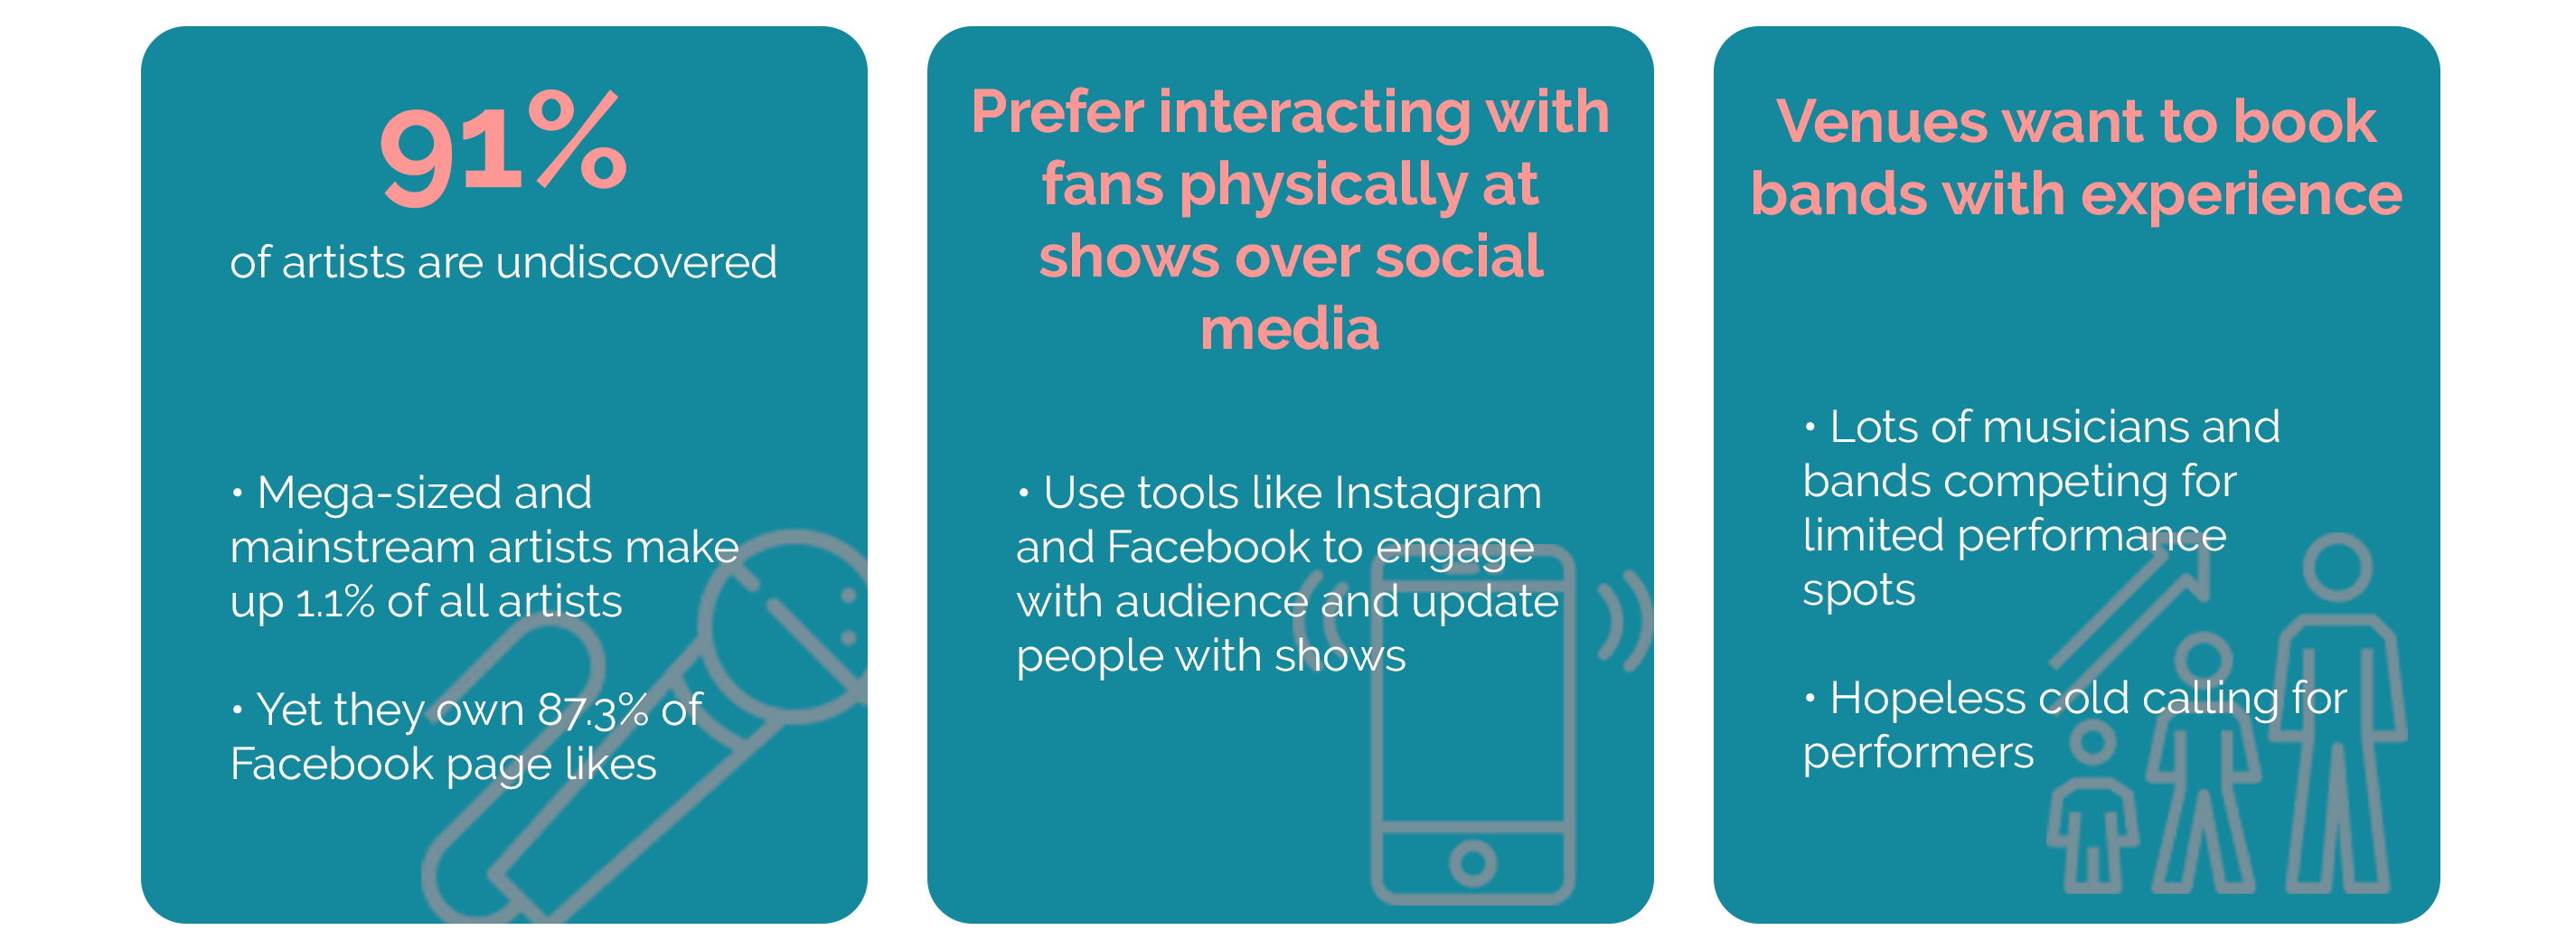 91%
of artists are undiscovered
• Mega-sized and
mainstream artists make
up 1.1% of all artists
• Yet they own 87.3% of
Facebook page likes
Prefer interacting with
fans physically at
shows over social
media
• Use tools like Instagram
and Facebook to engage
with audience and update
people with shows
Venues want to book
bands with experience
• Lots of musicians and
bands competing for
limited performance
spots
• Hopeless cold calling for
performers